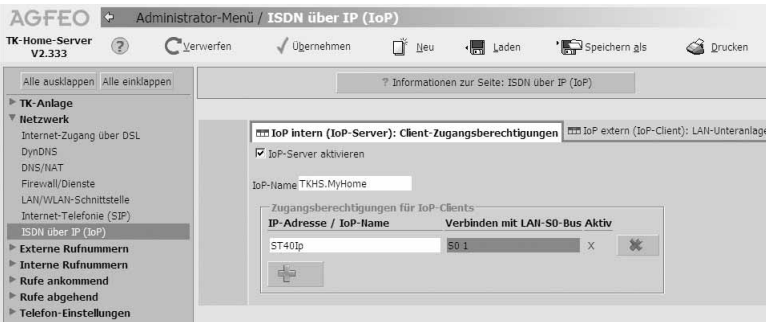 AGFEO Administrator-Menü / ISDN über IP (IoP)
TK-Home-Server
V2.333
? Verwerfen Übernehmen Neu Laden Speichern als Drucken
Alle ausklappen Alle einklappen
? Informationen zur Seite: ISDN über IP (IoP)
TK-Anlage
Netzwerk
Internet-Zugang über DSL
DynDNS
DNS/NAT
Firewall/Dienste
LAN/WLAN-Schnittstelle
Internet-Telefonie (SIP)
ISDN über IP (IoP)
Externe Rufnummern
Interne Rufnummern
Rufe ankommend
Rufe abgehend
Telefon-Einstellungen
IoP intern (IoP-Server): Client-Zugangsberechtigungen
IoP extern (IoP-Client): LAN-Unteranlage
IoP-Server aktivieren
IoP-Name TKHS.MyHome
Zugangsberechtigungen für IoP-Clients
IP-Adresse / IoP-Name Verbinden mit LAN-S0-Bus Aktiv
ST40Ip S0 1 X